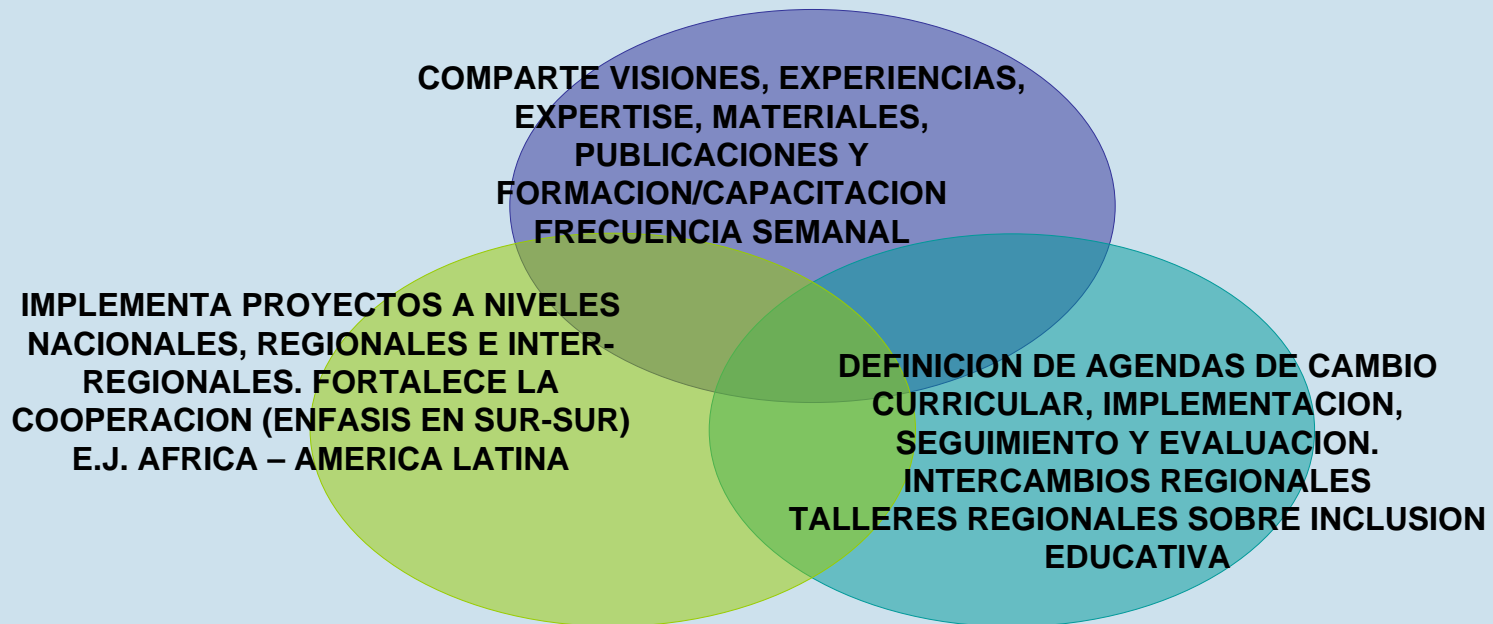 COMPARTE VISIONES, EXPERIENCIAS,
EXPERTISE, MATERIALES,
PUBLICACIONES Y
FORMACION/CAPACITACION
FRECUENCIA SEMANAL
IMPLEMENTA PROYECTOS A NIVELES
NACIONALES, REGIONALES E INTER-
REGIONALES. FORTALECE LA
COOPERACION (ENFASIS EN SUR-SUR)
E.J. AFRICA – AMERICA LATINA
DEFINICION DE AGENDAS DE CAMBIO
CURRICULAR, IMPLEMENTACION,
SEGUIMIENTO Y EVALUACION.
INTERCAMBIOS REGIONALES
TALLERES REGIONALES SOBRE INCLUSION
EDUCATIVA